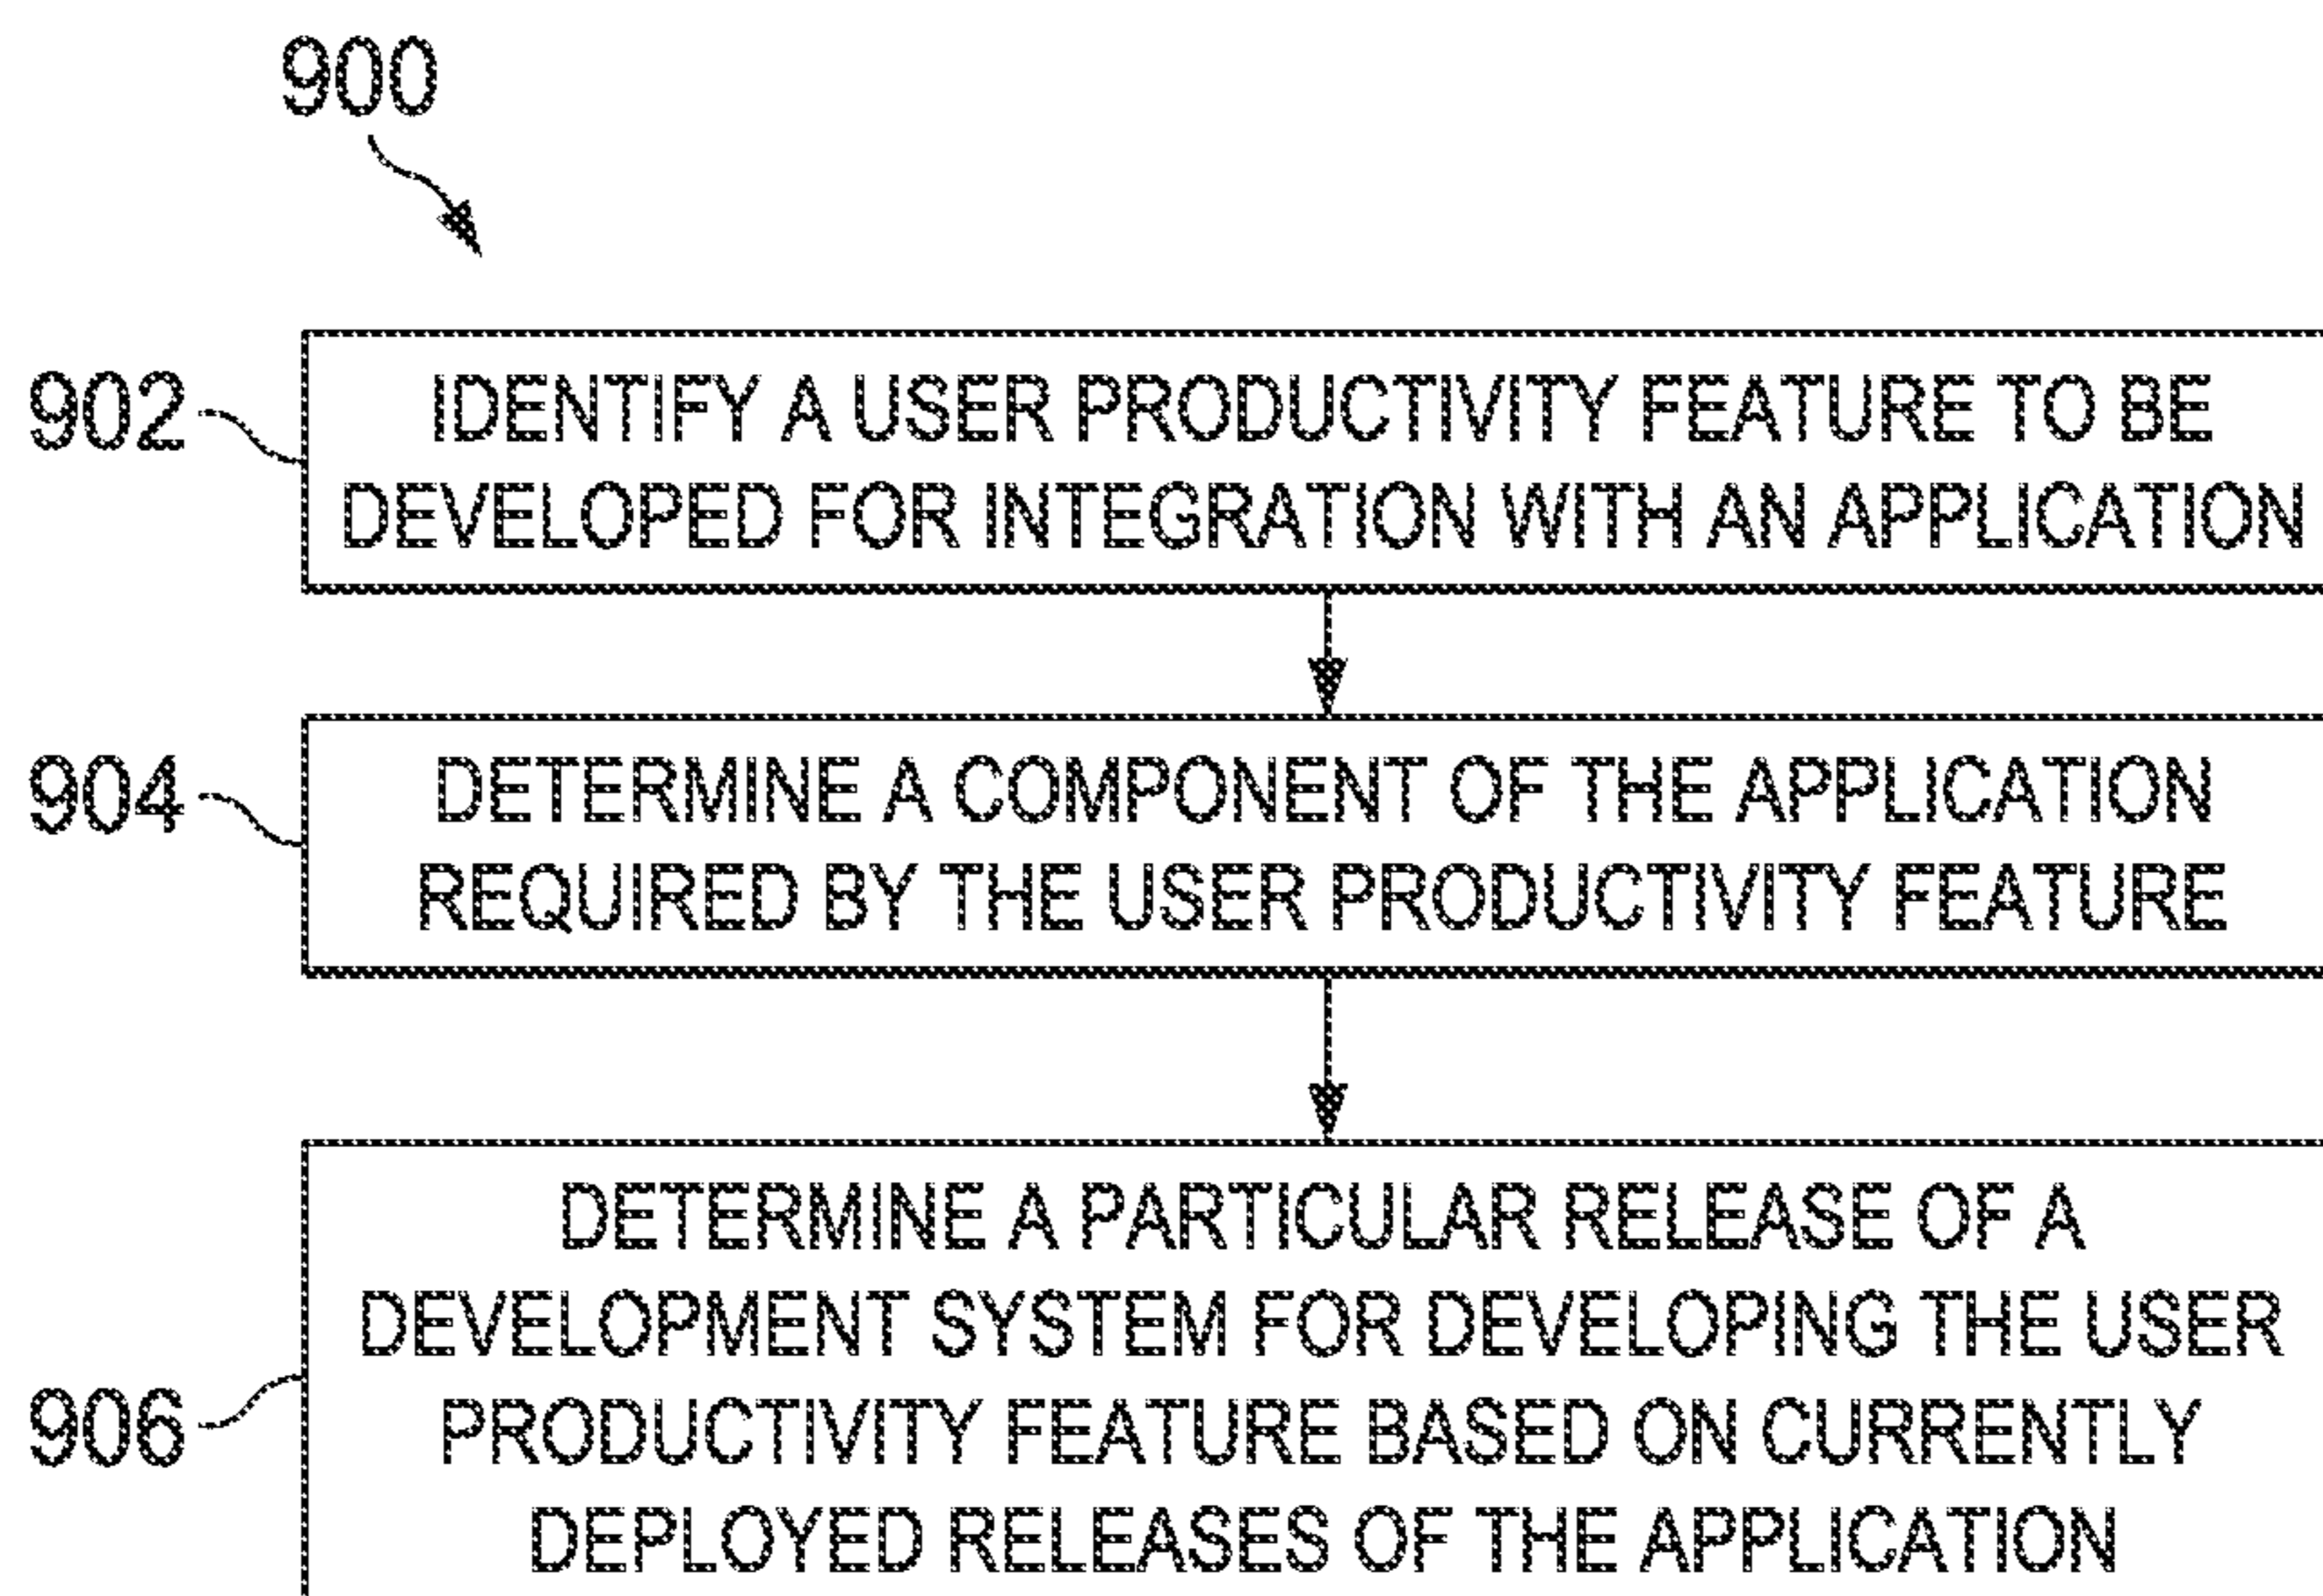 900
902
IDENTIFY A USER PRODUCTIVITY FEATURE TO BE
DEVELOPED FOR INTEGRATION WITH AN APPLICATION
904
DETERMINE A COMPONENT OF THE APPLICATION
REQUIRED BY THE USER PRODUCTIVITY FEATURE
906
DETERMINE A PARTICULAR RELEASE OF A
DEVELOPMENT SYSTEM FOR DEVELOPING THE USER
PRODUCTIVITY FEATURE BASED ON CURRENTLY
DEPLOYED RELEASES OF THE APPLICATION